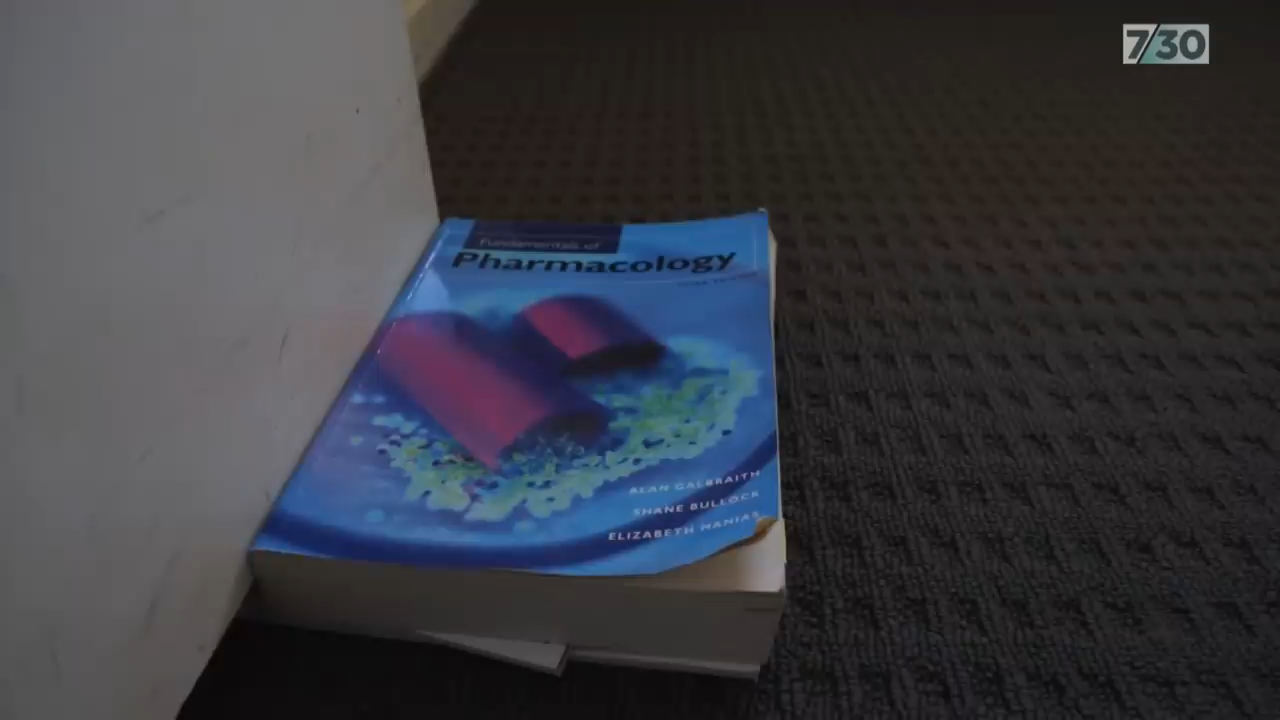 7/30
Fundamentals of
Pharmacology
ALAN GALBRAITH
SHANE BULLOCK
ELIZABETH MANIAS